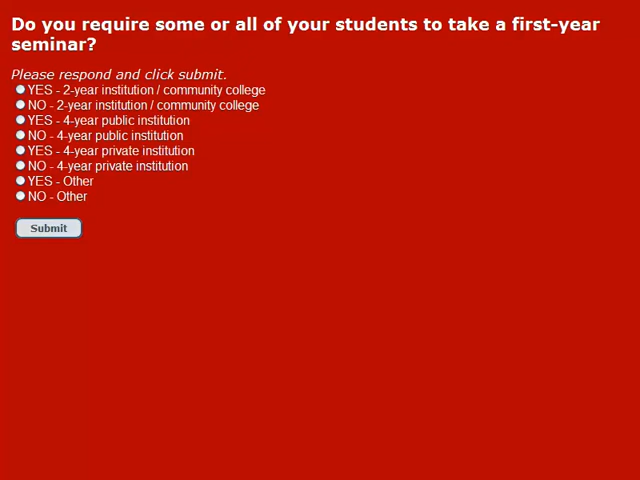 Do you require some or all of your students to take a first-year
seminar?
Please respond and click submit.
YES - 2-year institution / community college
NO - 2-year institution / community college
YES - 4-year public institution
NO - 4-year public institution
YES - 4-year private institution
NO - 4-year private institution
YES - Other
NO - Other
Submit